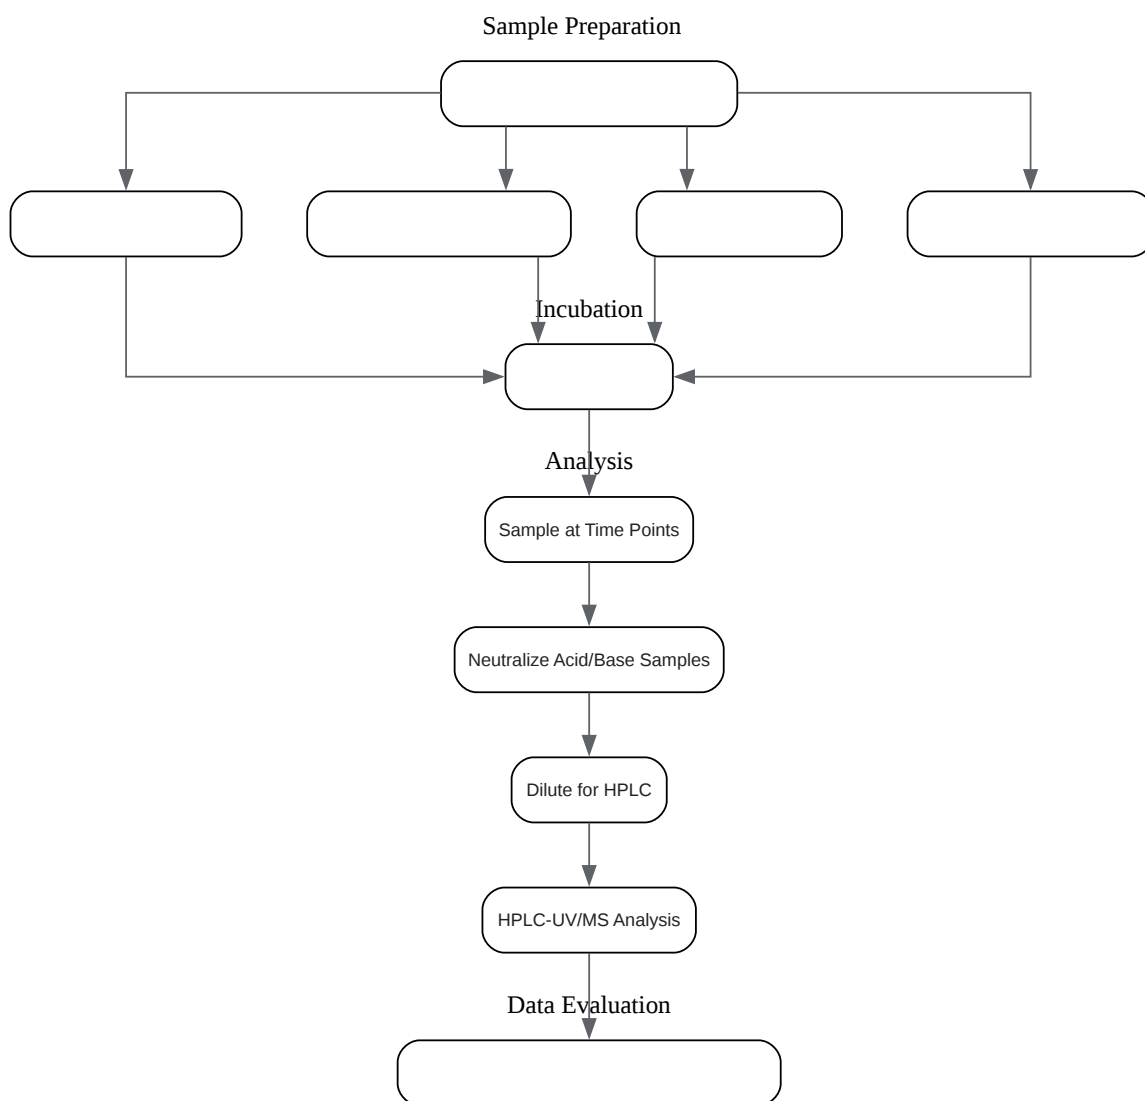 Sample Preparation
Incubation
Analysis
Sample at Time Points
Neutralize Acid/Base Samples
Dilute for HPLC
HPLC-UV/MS Analysis
Data Evaluation